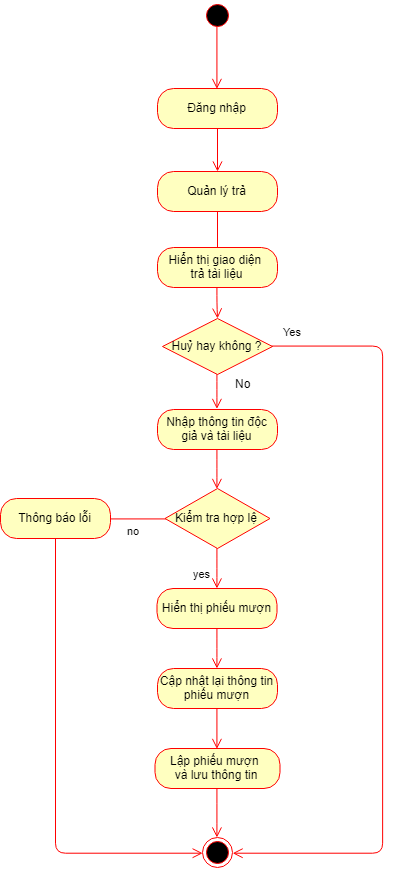 Đăng nhập
Quản lý trả
Hiển thị giao diện
trả tài liệu
Huỷ hay không ?
Yes
No
Nhập thông tin độc
giả và tài liệu
Kiểm tra hợp lệ
no
Thông báo lỗi
yes
Hiển thị phiếu mượn
Cập nhật lại thông tin
phiếu mượn
Lập phiếu mượn
và lưu thông tin